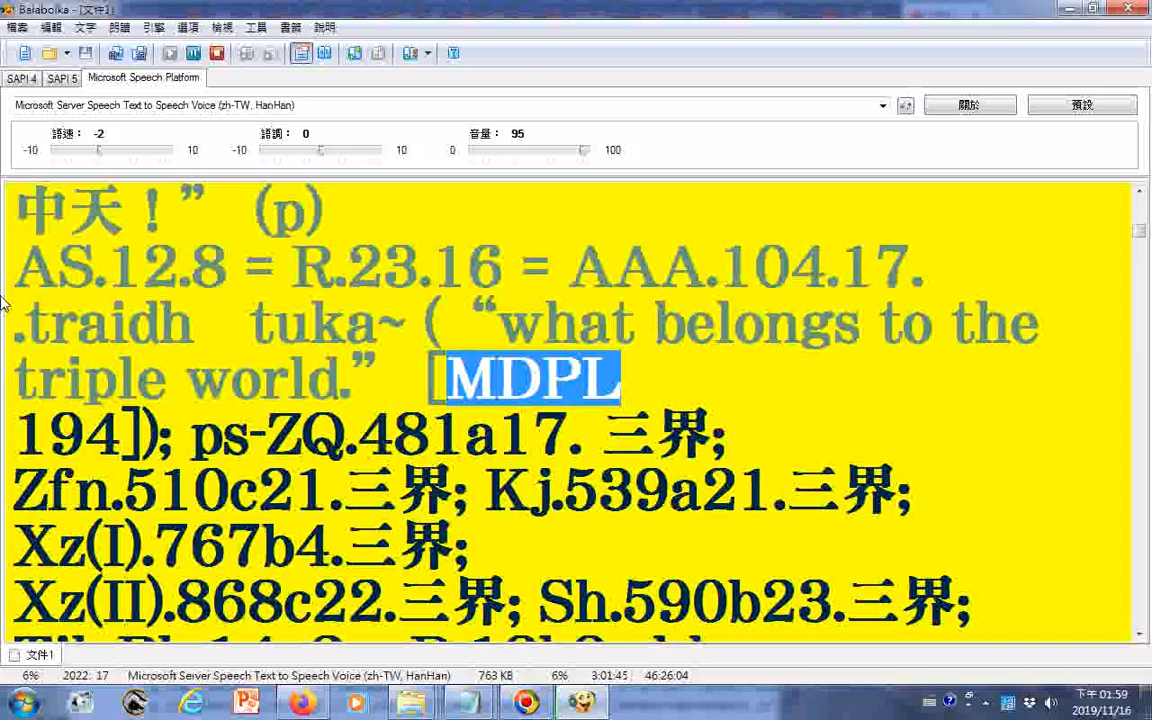 Balabolka - [文件1]
檔案 編輯 文字 朗讀 引擎 選項 檢視 工具 書籤 說明
SAPI 4 SAPI 5 Microsoft Speech Platform
Microsoft Server Speech Text to Speech Voice (zh-TW, HanHan) 關於 預設
語速： -2 語調： 0 音量： 95
-10 10 -10 10 0 100
中天！” (p)
AS.12.8 = R.23.16 = AAA.104.17.
.traidh tuka~ ( “what belongs to the
triple world.” [MDPL
194]); ps-ZQ.481a17. 三界;
Zfn.510c21.三界; Kj.539a21.三界;
Xz(I).767b4.三界;
Xz(II).868c22.三界; Sh.590b23.三界;
文件1
6% 2022: 17 Microsoft Server Speech Text to Speech Voice (zh-TW, HanHan) 763 KB 6% 3:01:45 46:26:04
下午 01:59
2019/11/16